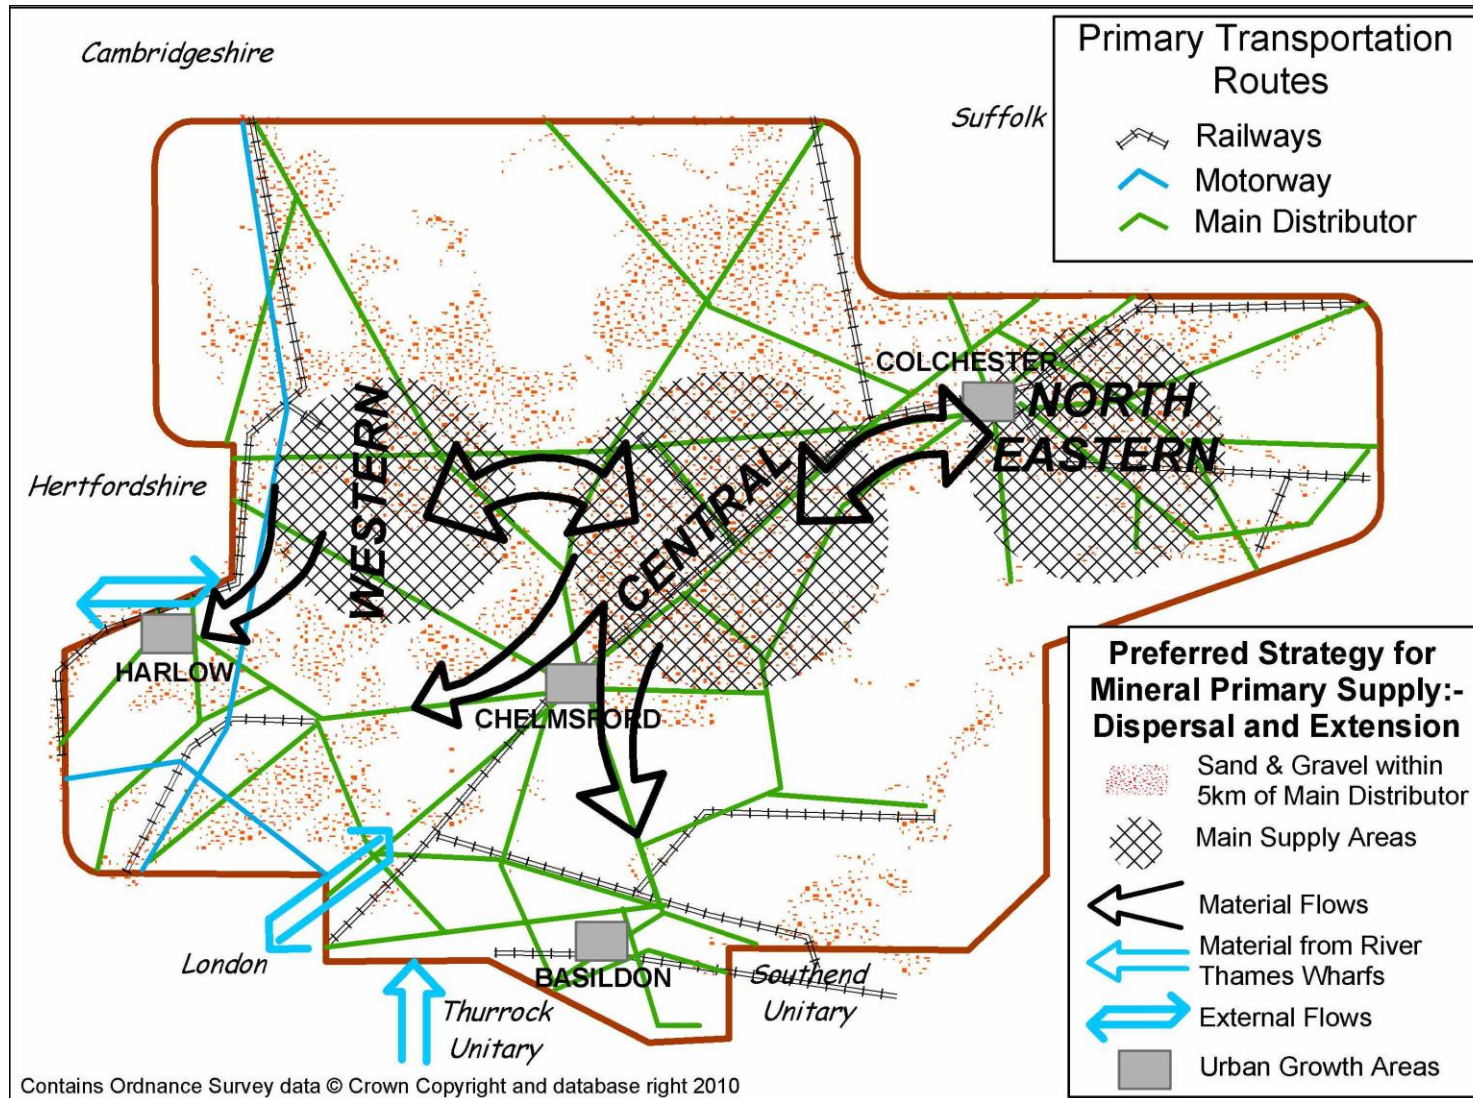 Cambridgeshire
Suffolk
Primary Transportation
Routes
Railways
Motorway
Main Distributor
COLCHESTER
NORTH
EASTERN
WESTERN
CENTRAL
Hertfordshire
HARLOW
CHELMSFORD
London
BASILDON
Thurrock
Unitary
Southend
Unitary
Preferred Strategy for
Mineral Primary Supply:-
Dispersal and Extension
Sand & Gravel within
5km of Main Distributor
Main Supply Areas
Material Flows
Material from River
Thames Wharfs
External Flows
Urban Growth Areas
Contains Ordnance Survey data © Crown Copyright and database right 2010